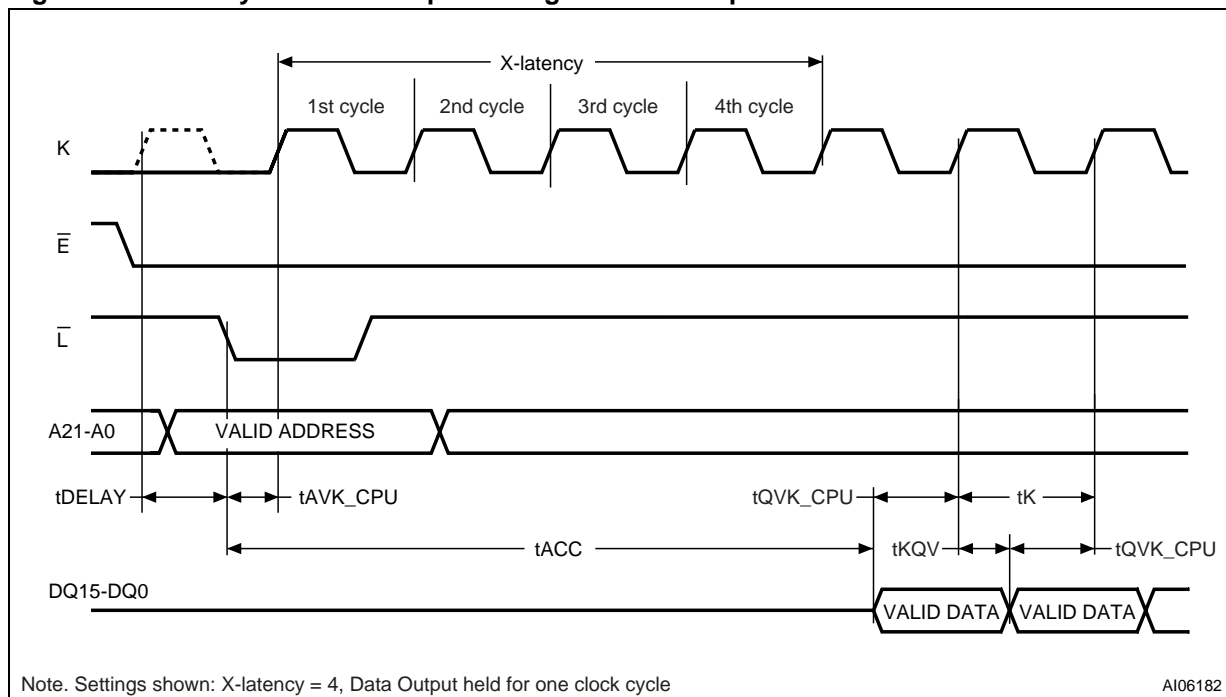 X-latency
1st cycle 2nd cycle 3rd cycle 4th cycle
K
E̅
L̅
A21-A0 VALID ADDRESS
tDELAY tAVK_CPU tQVK_CPU tK
tACC tKQV tQVK_CPU
DQ15-DQ0
VALID DATA VALID DATA
Note. Settings shown: X-latency = 4, Data Output held for one clock cycle
AI06182